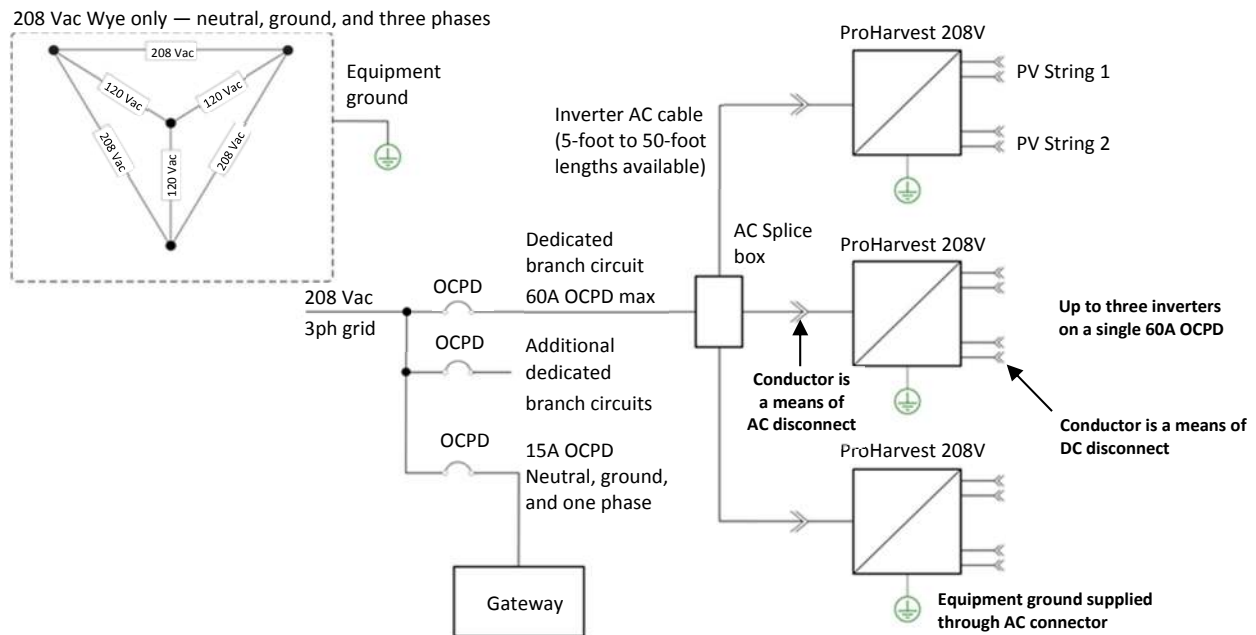 208 Vac Wye only — neutral, ground, and three phases
208 Vac
120 Vac
120 Vac
208 Vac
120 Vac
208 Vac
Equipment
ground
Inverter AC cable
(5-foot to 50-foot
lengths available)
ProHarvest 208V
PV String 1
PV String 2
AC Splice
box
208 Vac
3ph grid
OCPD
Dedicated
branch circuit
60A OCPD max
OCPD
Additional
dedicated
branch circuits
OCPD
15A OCPD
Neutral, ground,
and one phase
Gateway
ProHarvest 208V
Up to three inverters
on a single 60A OCPD
Conductor is
a means of
AC disconnect
Conductor is a means of
DC disconnect
ProHarvest 208V
Equipment ground supplied
through AC connector